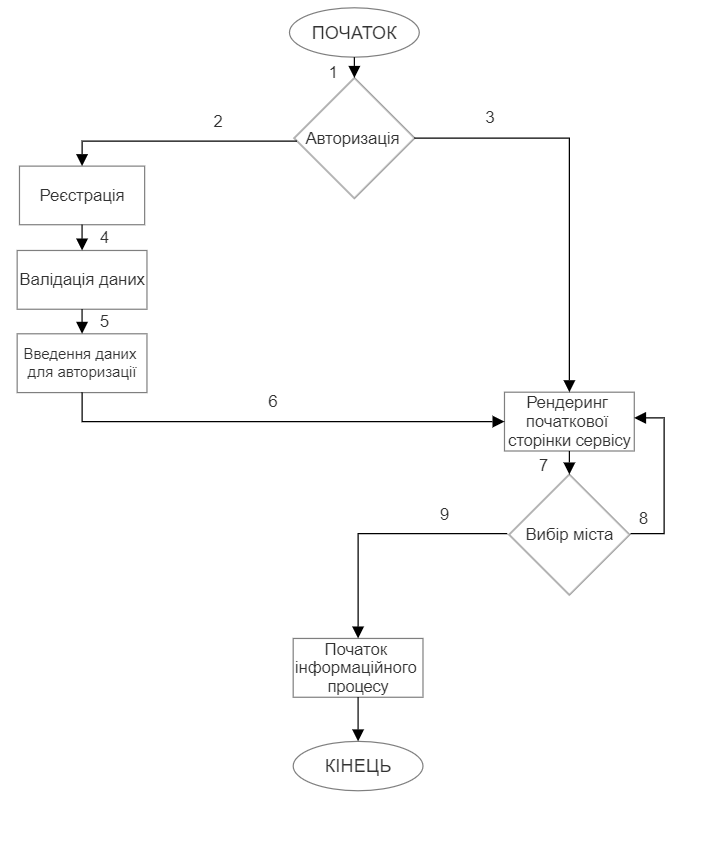 ПОЧАТОК
1
2
3
Авторизація
Реєстрація
4
Валідація даних
5
Введення даних
для авторизації
6
Рендеринг
початкової
сторінки сервісу
7
8
9
Вибір міста
Початок
інформаційного
процесу
КІНЕЦЬ